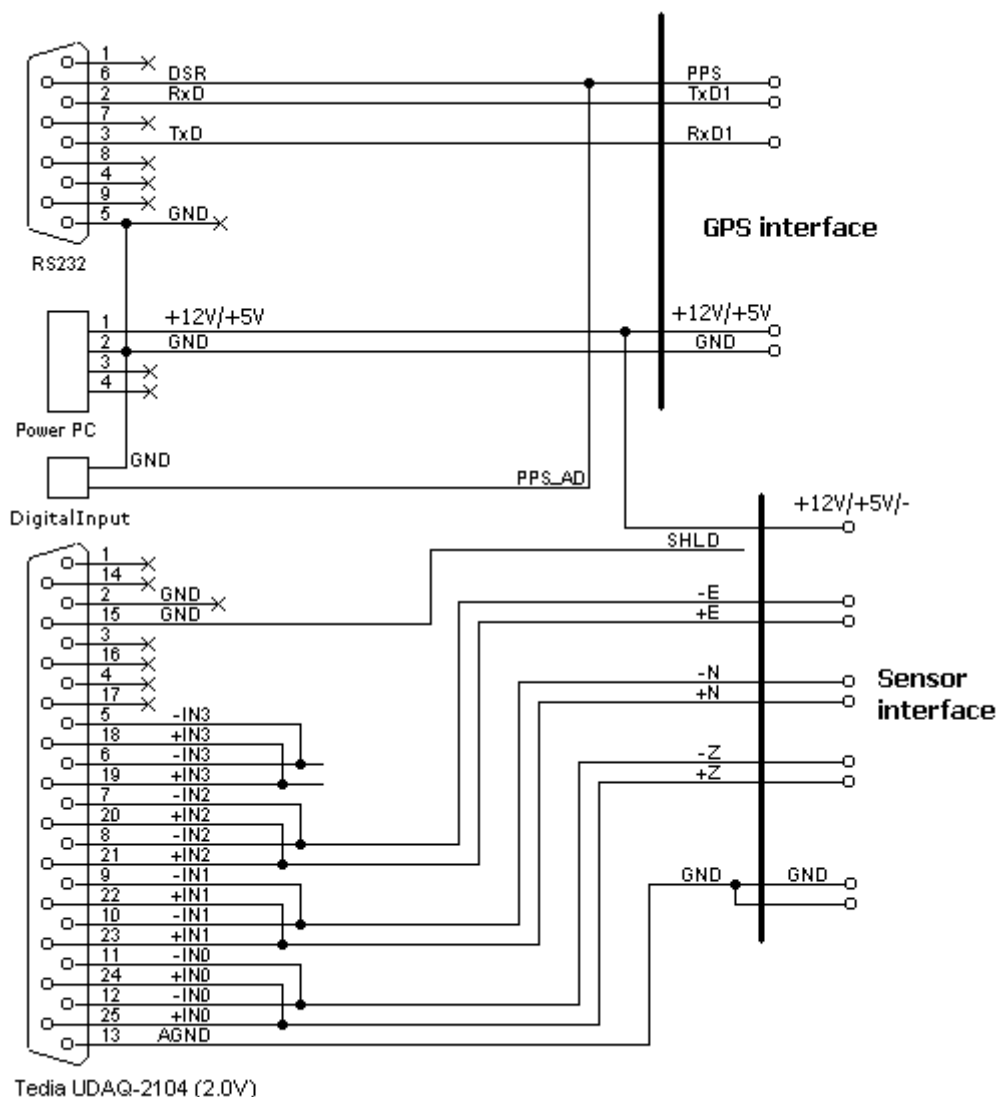 1
6 DSR PPS
2 RxD TxD1
7
3 TxD RxD1
8
4
9
5 GND
RS232
GPS interface
1 +12V/+5V +12V/+5V
2 GND GND
3
4
Power PC
GND
PPS_AD
DigitalInput
+12V/+5V/-
SHLD
1
14
2 GND
15 GND
-E
+E
3
16
4
17
-N
+N
Sensor
interface
5 -IN3
18 +IN3
6 -IN3
19 +IN3
-Z
+Z
7 -IN2
20 +IN2
8 -IN2
21 +IN2
9 -IN1 GND GND
22 +IN1
10 -IN1
23 +IN1
11 -IN0
24 +IN0
12 -IN0
25 +IN0
13 AGND
Tedia UDAQ-2104 (2.0V)